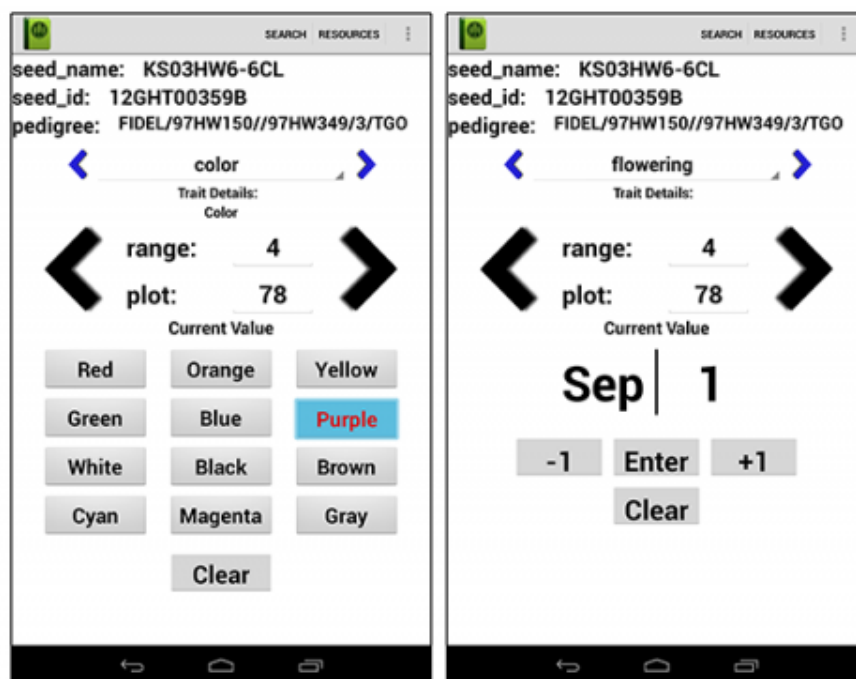 SEARCH RESOURCES
seed_name: KS03HW6-6CL
seed_id: 12GHT00359B
pedigree: FIDEL/97HW150//97HW349/3/TGO
color
Trait Details:
Color
range: 4
plot: 78
Current Value
Red Orange Yellow
Green Blue Purple
White Black Brown
Cyan Magenta Gray
Clear
SEARCH RESOURCES
seed_name: KS03HW6-6CL
seed_id: 12GHT00359B
pedigree: FIDEL/97HW150//97HW349/3/TGO
flowering
Trait Details:
range: 4
plot: 78
Current Value
Sep 1
-1 Enter +1
Clear